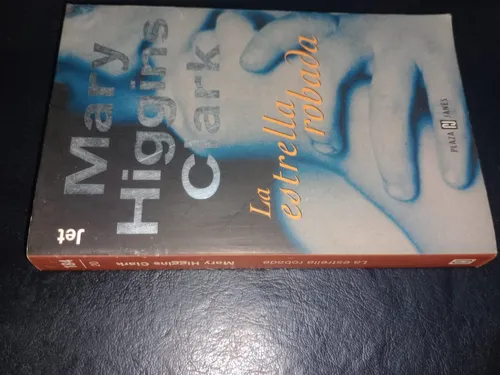 Mary
Higgins
Clark
La
estrella
robada
PLAZA JANÉS
Jet
La estrella robada
Mary Higgins Clark